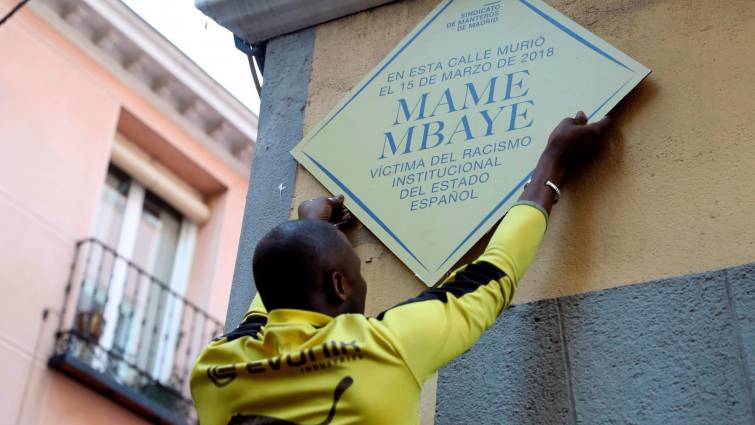 SINDICATO
DE MANTEROS
DE MADRID
EN ESTA CALLE MURIÓ
EL 15 DE MARZO DE 2018
MAME
MBAYE
VÍCTIMA DEL RACISMO
INSTITUCIONAL
DEL ESTADO
ESPAÑOL
EVONIK
INDUSTRIES